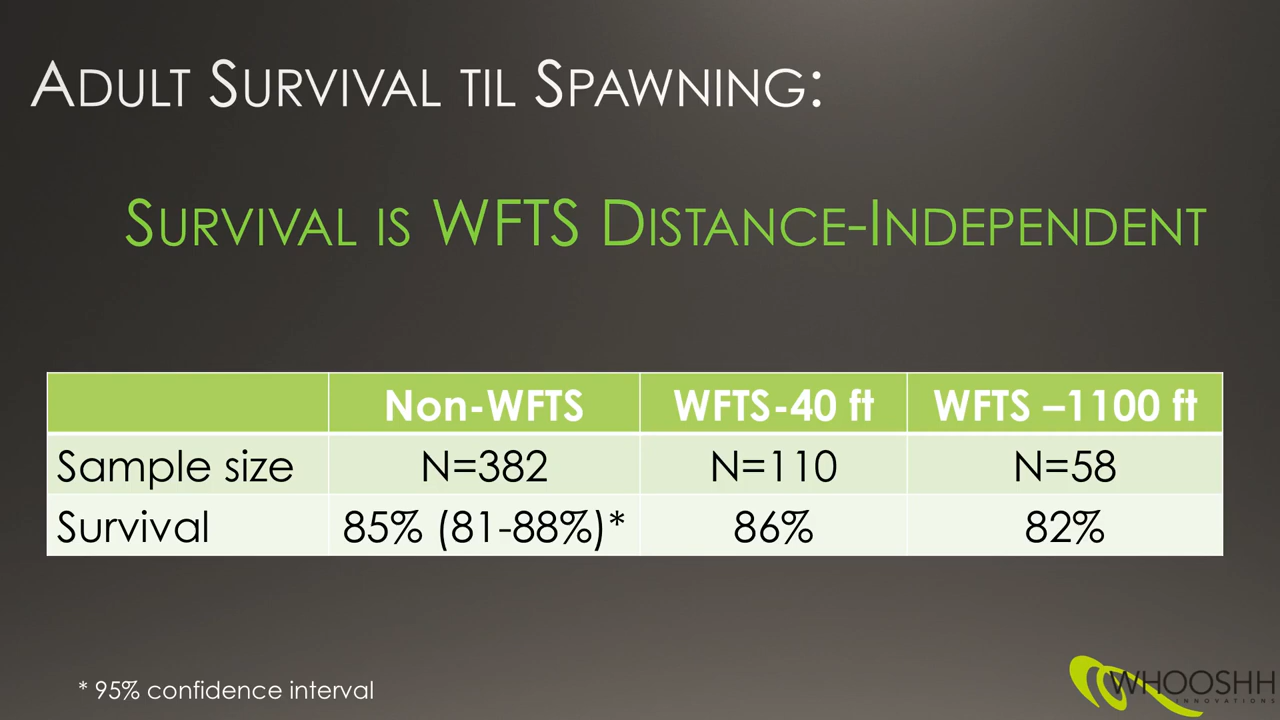 Adult Survival til Spawning:
Survival is WFTS Distance-Independent
Non-WFTS WFTS-40 ft WFTS –1100 ft
Sample size N=382 N=110 N=58
Survival 85% (81-88%)* 86% 82%
* 95% confidence interval
WHOOSHH
INNOVATIONS